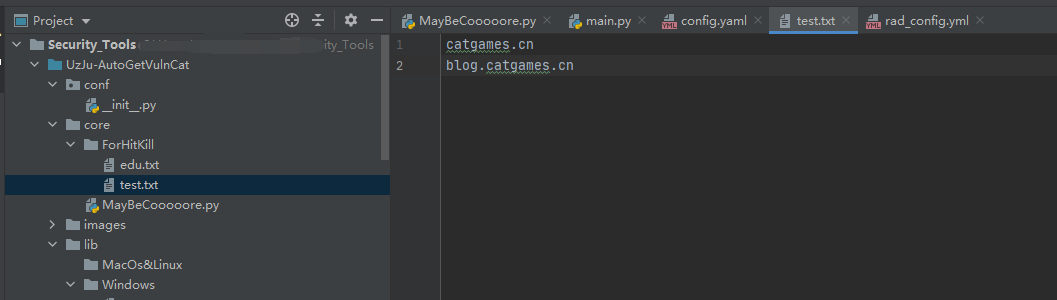 Project
MayBeCooooore.py
main.py
config.yaml
test.txt
rad_config.yml
Security_Tools
ity_Tools
UzJu-AutoGetVulnCat
conf
__init__.py
core
ForHitKill
edu.txt
test.txt
MayBeCooooore.py
images
lib
MacOs&Linux
Windows
1 catgames.cn
2 blog.catgames.cn